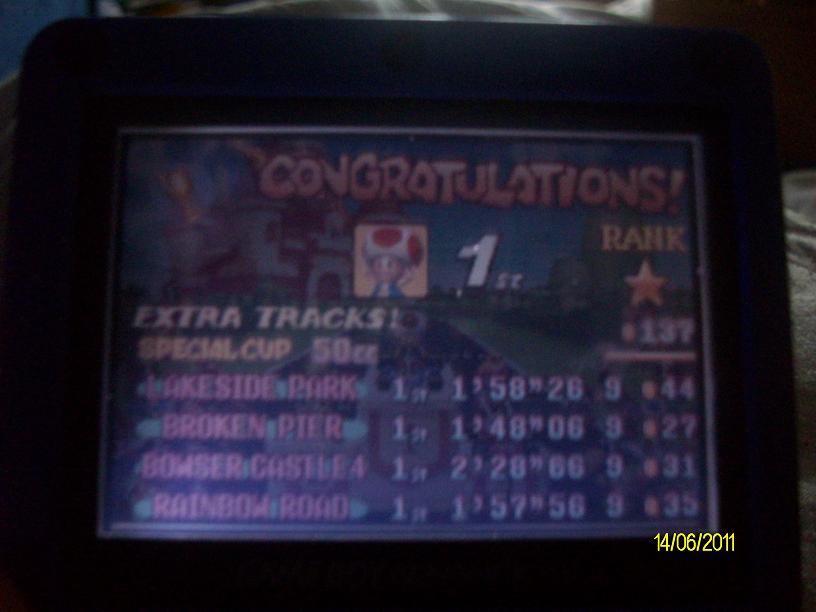 CONGRATULATIONS!
1ST
RANK
EXTRA TRACKS!
137
SPECIAL CUP 50cc
LAKESIDE PARK 1ST 1'58"26 9 44
BROKEN PIER 1ST 1'48"06 9 27
BOWSER CASTLE 4 1ST 2'28"66 9 31
RAINBOW ROAD 1ST 1'57"56 9 35
14/06/2011